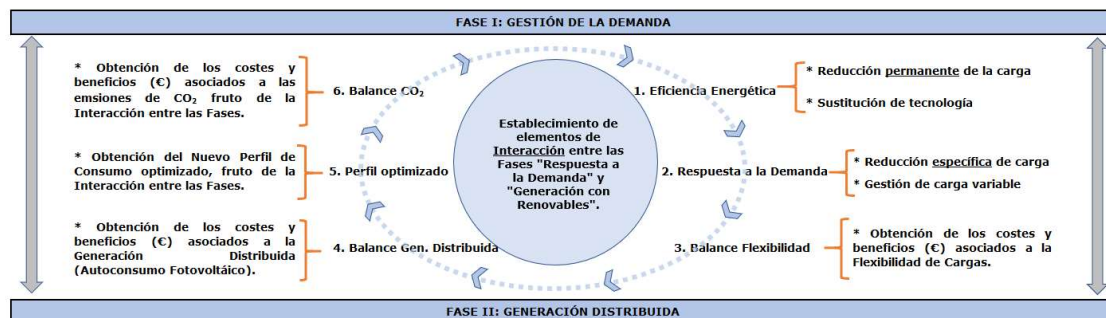 FASE I: GESTIÓN DE LA DEMANDA
* Obtención de los costes y
beneficios (€) asociados a las
emisiones de CO₂ fruto de la
Interacción entre las Fases.
6. Balance CO₂
1. Eficiencia Energética
* Reducción permanente de la carga
* Sustitución de tecnología
Establecimiento de
elementos de
Interacción entre las
Fases "Respuesta a
la Demanda" y
"Generación con
Renovables".
* Obtención del Nuevo Perfil de
Consumo optimizado, fruto de
la Interacción entre las Fases.
5. Perfil optimizado
2. Respuesta a la Demanda
* Reducción específica de carga
* Gestión de carga variable
* Obtención de los costes y
beneficios (€) asociados a la
Generación Distribuida
(Autoconsumo Fotovoltáico).
4. Balance Gen. Distribuida
3. Balance Flexibilidad
* Obtención de los costes y
beneficios (€) asociados a la
Flexibilidad de Cargas.
FASE II: GENERACIÓN DISTRIBUIDA